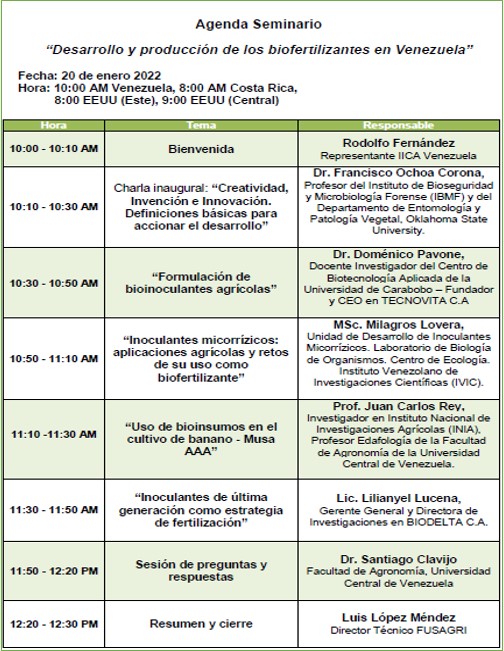 Agenda Seminario
“Desarrollo y producción de los biofertilizantes en Venezuela”
Fecha: 20 de enero 2022
Hora: 10:00 AM Venezuela, 8:00 AM Costa Rica,
8:00 EEUU (Este), 9:00 EEUU (Central)
Hora Tema Responsable
10:00 - 10:10 AM
Bienvenida
Rodolfo Fernández
Representante IICA Venezuela
10:10 - 10:30 AM
Charla inaugural: “Creatividad,
Invención e Innovación.
Definiciones básicas para
accionar el desarrollo”
Dr. Francisco Ochoa Corona,
Profesor del Instituto de Bioseguridad
y Microbiología Forense (IBMF) y del
Departamento de Entomología y
Patología Vegetal, Oklahoma State
University.
10:30 - 10:50 AM
“Formulación de
bioinoculantes agrícolas”
Dr. Doménico Pavone,
Docente Investigador del Centro de
Biotecnología Aplicada de la
Universidad de Carabobo – Fundador
y CEO en TECNOVITA C.A
10:50 - 11:10 AM
“Inoculantes micorrízicos:
aplicaciones agrícolas y retos
de su uso como
biofertilizante”
MSc. Milagros Lovera,
Unidad de Desarrollo de Inoculantes
Micorrízicos. Laboratorio de Biología
de Organismos. Centro de Ecología.
Instituto Venezolano de
Investigaciones Científicas (IVIC).
11:10 -11:30 AM
“Uso de bioinsumos en el
cultivo de banano - Musa
AAA”
Prof. Juan Carlos Rey,
Investigador en Instituto Nacional de
Investigaciones Agrícolas (INIA),
Profesor Edafología de la Facultad
de Agronomía de la Universidad
Central de Venezuela.
11:30 - 11:50 AM
“Inoculantes de última
generación como estrategia
de fertilización”
Lic. Lilianyel Lucena,
Gerente General y Directora de
Investigaciones en BIODELTA C.A.
11:50 - 12:20 PM
Sesión de preguntas y
respuestas
Dr. Santiago Clavijo
Facultad de Agronomía, Universidad
Central de Venezuela
12:20 - 12:30 PM
Resumen y cierre
Luis López Méndez
Director Técnico FUSAGRI